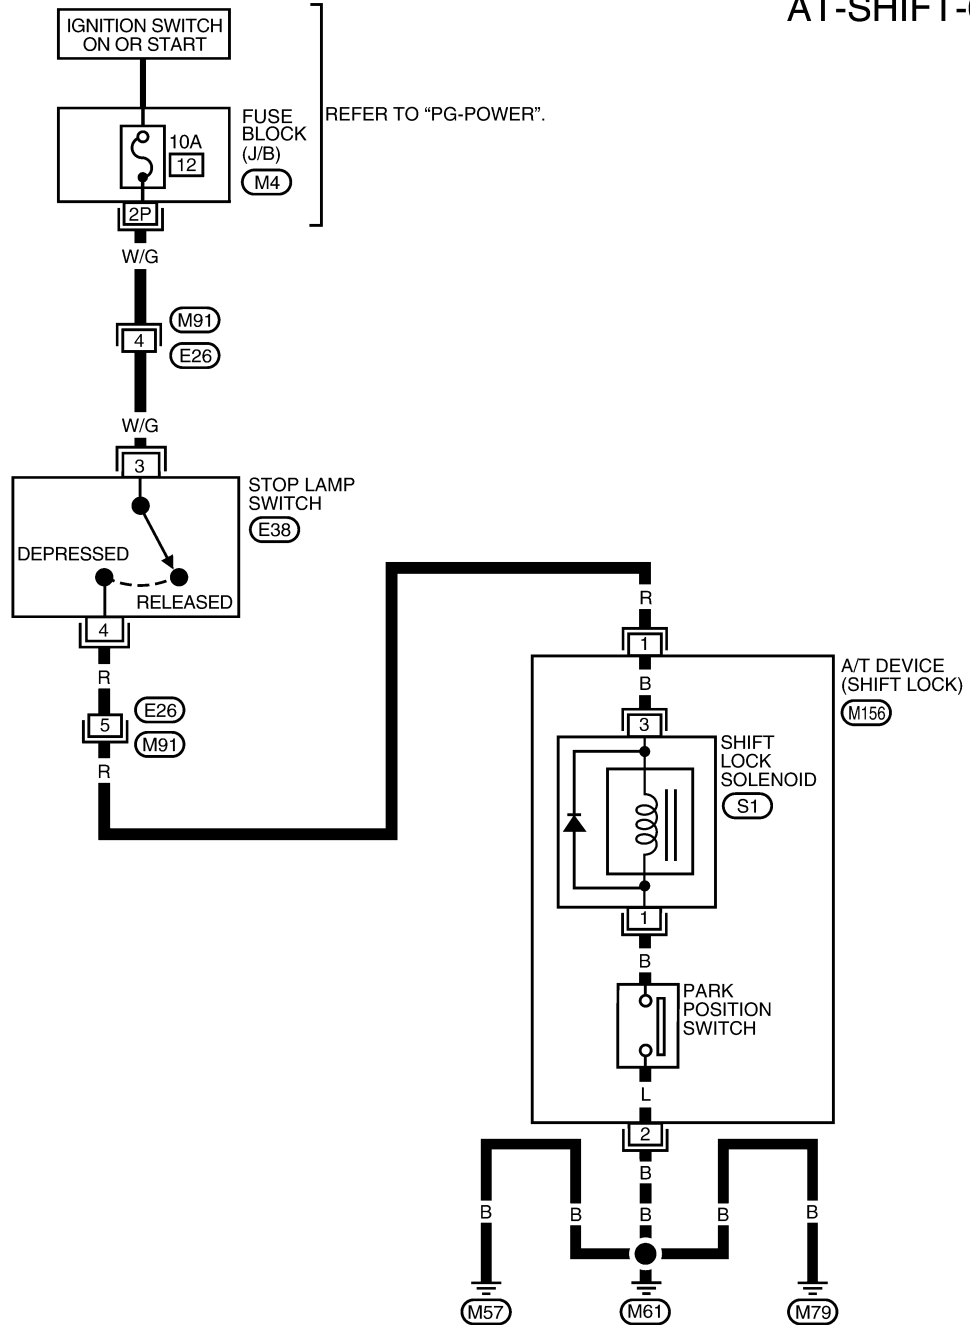 AT-SHIFT-
IGNITION SWITCH
ON OR START
REFER TO “PG-POWER”.
FUSE
BLOCK
(J/B)
M4
10A
12
2P
W/G
M91
4
E26
W/G
3
STOP LAMP
SWITCH
E38
DEPRESSED
RELEASED
4
R
E26
5
M91
R
R
1
A/T DEVICE
(SHIFT LOCK)
M156
B
3
SHIFT
LOCK
SOLENOID
S1
1
B
PARK
POSITION
SWITCH
L
2
B
B
B
B
B
B
M57
M61
M79